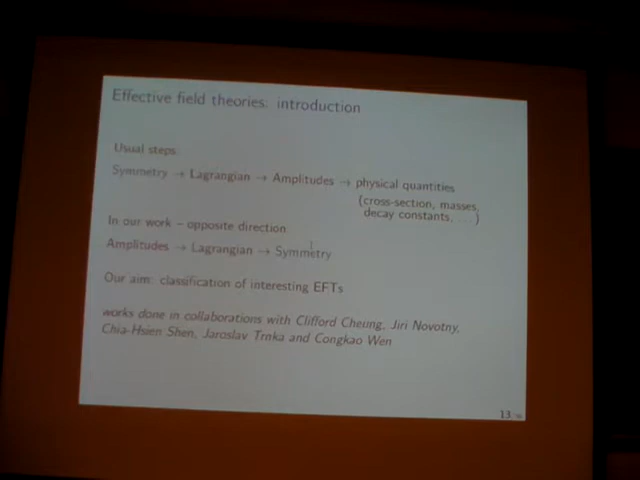 Effective field theories: introduction
Usual steps:
Symmetry → Lagrangian → Amplitudes → physical quantities
(cross-section, masses,
decay constants, . . . )
In our work – opposite direction
Amplitudes → Lagrangian → Symmetry
Our aim: classification of interesting EFTs
works done in collaborations with Clifford Cheung, Jiri Novotny,
Chia-Hsien Shen, Jaroslav Trnka and Congkao Wen
13